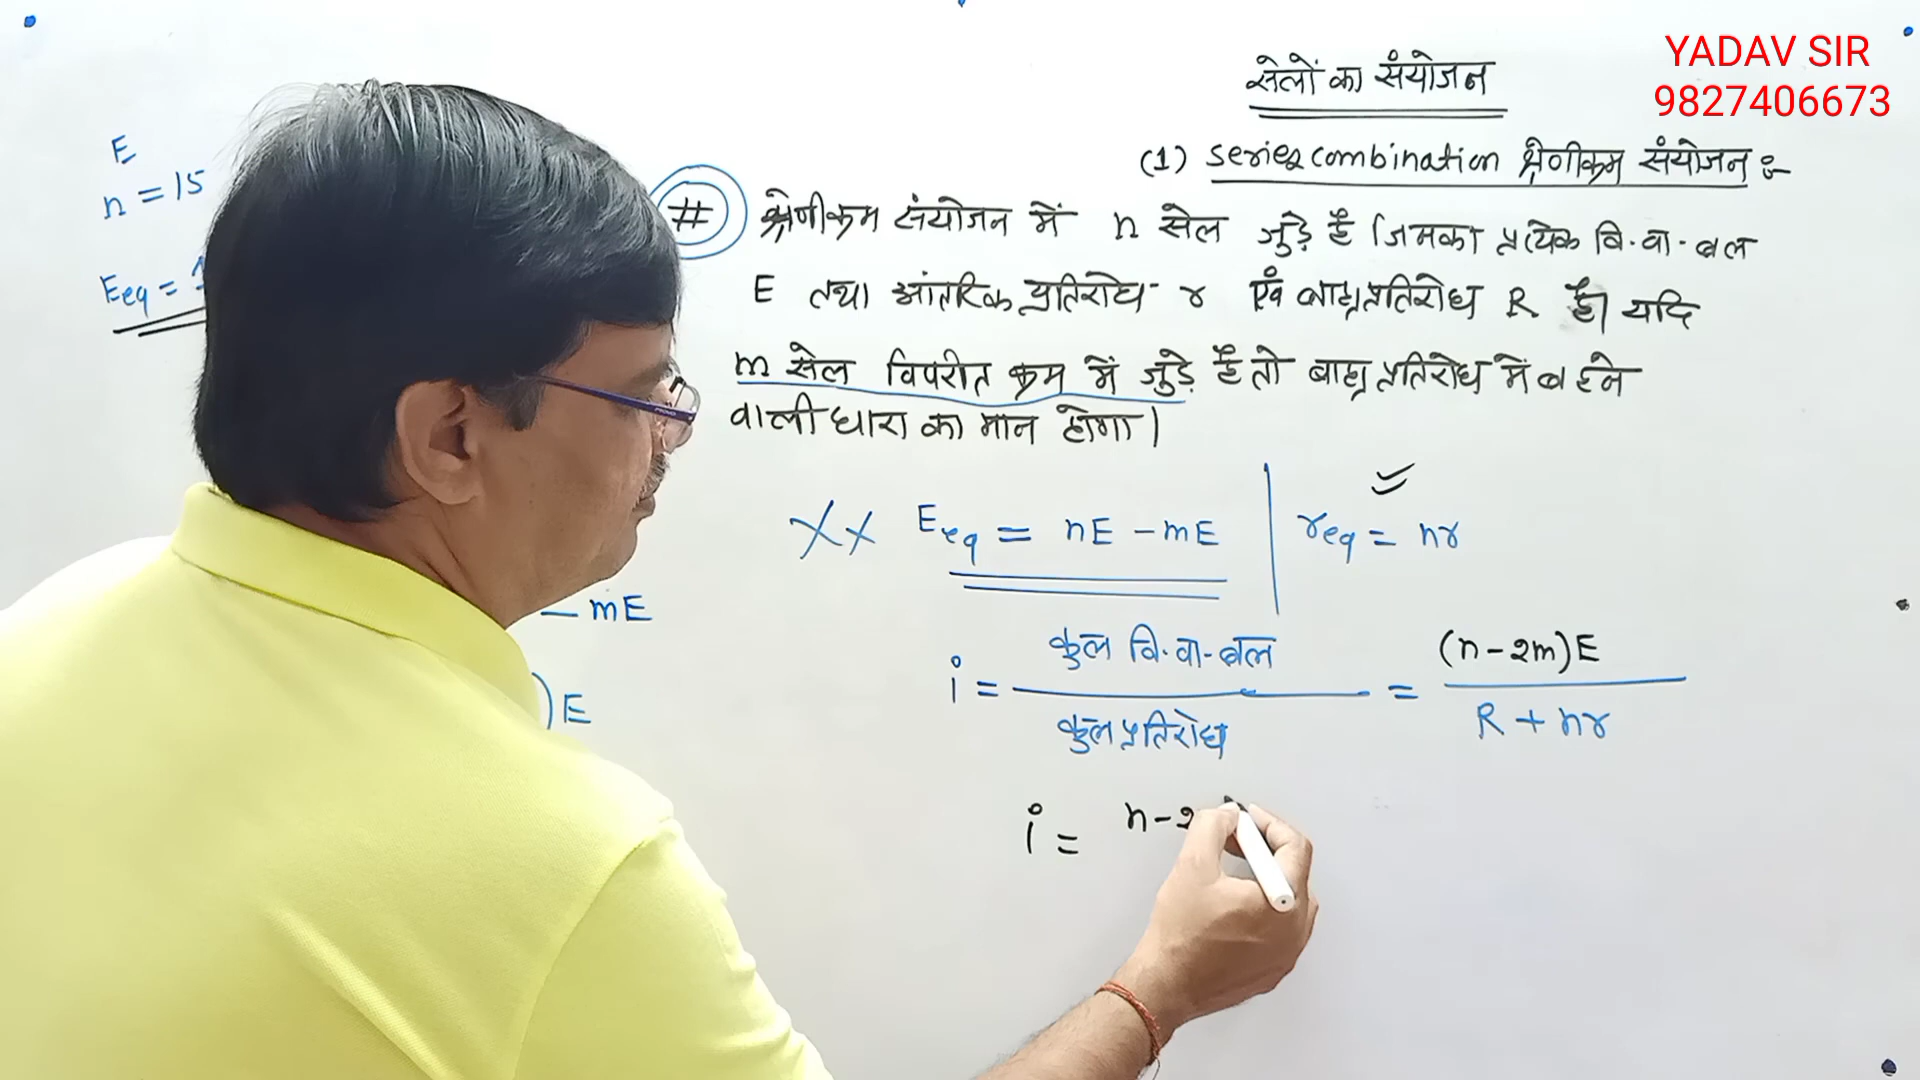 YADAV SIR
9827406673
सेलों का संयोजन
(1) series combination श्रेणीक्रम संयोजन :-
# श्रेणीक्रम संयोजन में n सेल जुड़े है जिनका प्रत्येक वि.वा.बल
E तथा आंतरिक प्रतिरोध r एवं बाह्य प्रतिरोध R है। यदि
m सेल विपरीत क्रम में जुड़े है तो बाह्य प्रतिरोध में बहने
वाली धारा का मान होगा।
E
n = 15
Eeq =
XX Eeq = nE - mE | req = nr
- mE
)E
i = कुल वि.वा.बल / कुल प्रतिरोध = (n-2m)E / R + nr
i = n-2